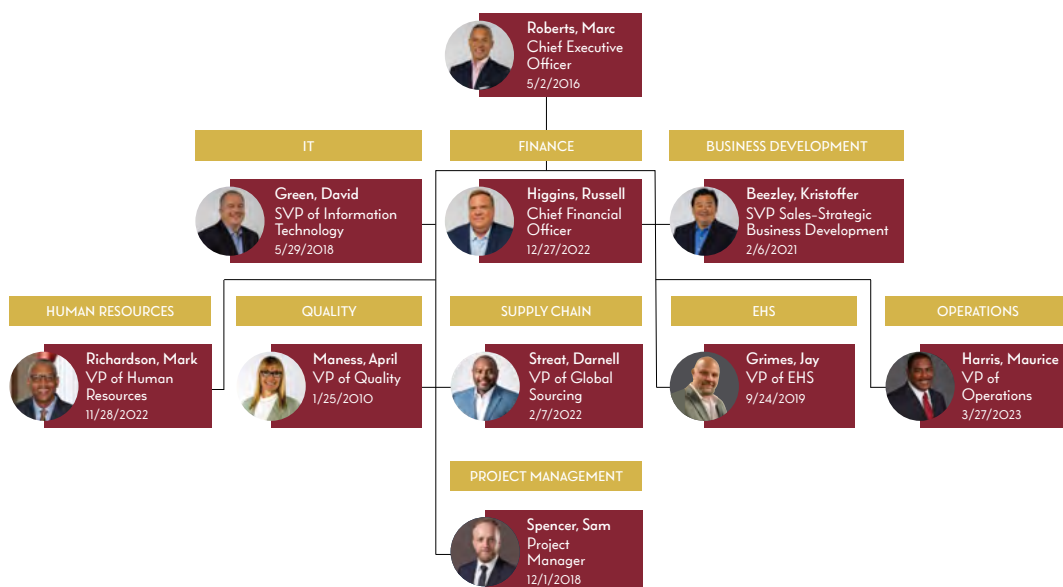 Roberts, Marc
Chief Executive
Officer
5/2/2016
IT
FINANCE
BUSINESS DEVELOPMENT
Green, David
SVP of Information
Technology
5/29/2018
Higgins, Russell
Chief Financial
Officer
12/27/2022
Beezley, Kristoffer
SVP Sales-Strategic
Business Development
2/6/2021
HUMAN RESOURCES
QUALITY
SUPPLY CHAIN
EHS
OPERATIONS
Richardson, Mark
VP of Human
Resources
11/28/2022
Maness, April
VP of Quality
1/25/2010
Streat, Darnell
VP of Global
Sourcing
2/7/2022
Grimes, Jay
VP of EHS
9/24/2019
Harris, Maurice
VP of
Operations
3/27/2023
PROJECT MANAGEMENT
Spencer, Sam
Project
Manager
12/1/2018